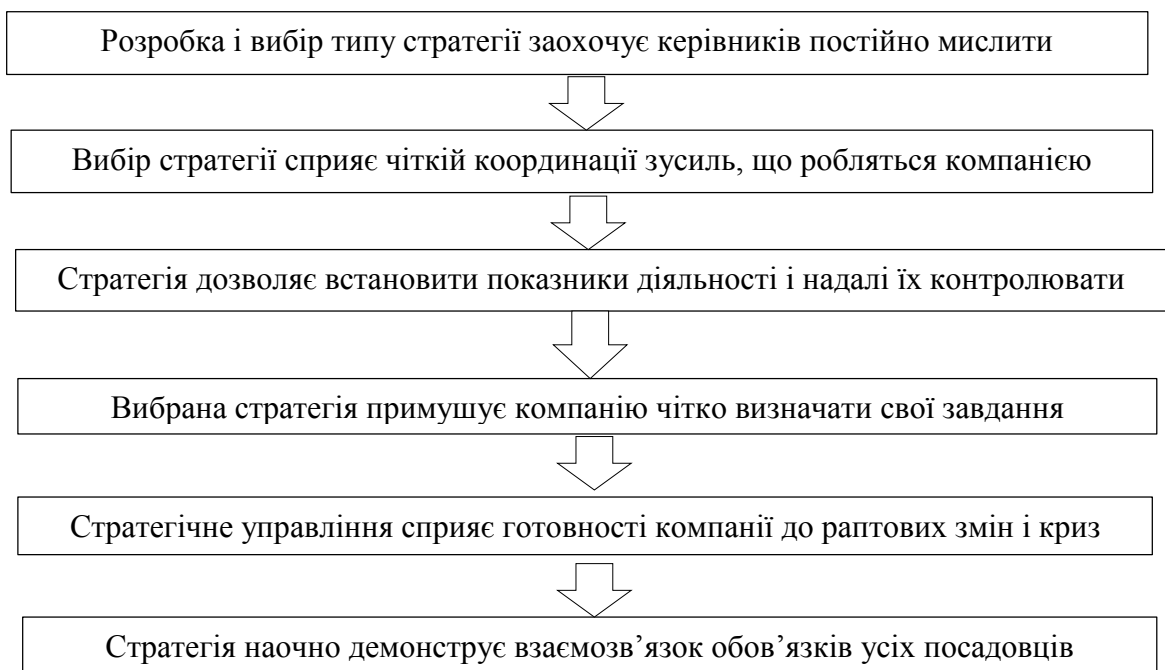 Розробка і вибір типу стратегії заохочує керівників постійно мислити
Вибір стратегії сприяє чіткій координації зусиль, що робляться компанією
Стратегія дозволяє встановити показники діяльності і надалі їх контролювати
Вибрана стратегія примушує компанію чітко визначати свої завдання
Стратегічне управління сприяє готовності компанії до раптових змін і криз
Стратегія наочно демонструє взаємозв’язок обов’язків усіх посадовців